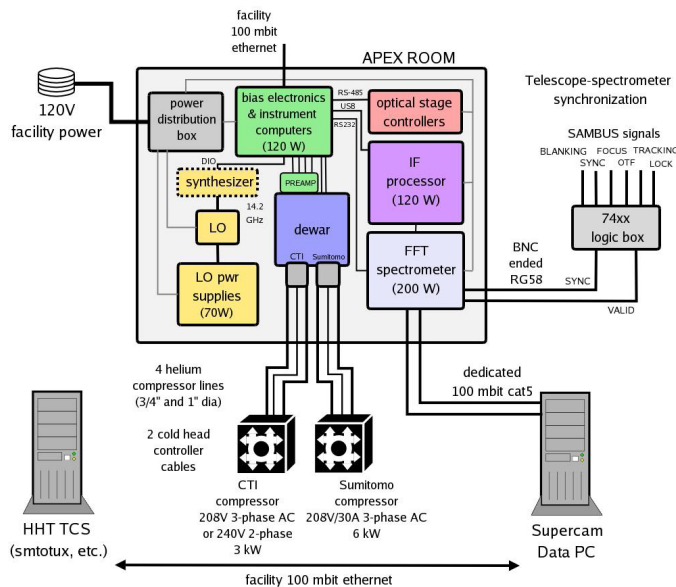 facility
100 mbit
ethernet
APEX ROOM
120V
facility power
power
distribution
box
bias electronics
& instrument
computers
(120 W)
RS-485
USB
RS232
optical stage
controllers
Telescope-spectrometer
synchronization
SAMBUS signals
BLANKING
SYNC
FOCUS
OTF
TRACKING
LOCK
DIO
synthesizer
PREAMP
14.2
GHz
IF
processor
(120 W)
LO
dewar
CTI
Sumitomo
74xx
logic box
LO pwr
supplies
(70W)
FFT
spectrometer
(200 W)
BNC
ended
RG58
SYNC
VALID
4 helium
compressor lines
(3/4" and 1" dia)
2 cold head
controller
cables
dedicated
100 mbit cat5
CTI
compressor
208V 3-phase AC
or 240V 2-phase
3 kW
Sumitomo
compressor
208V/30A 3-phase AC
6 kW
HHT TCS
(smtotux, etc.)
Supercam
Data PC
facility 100 mbit ethernet